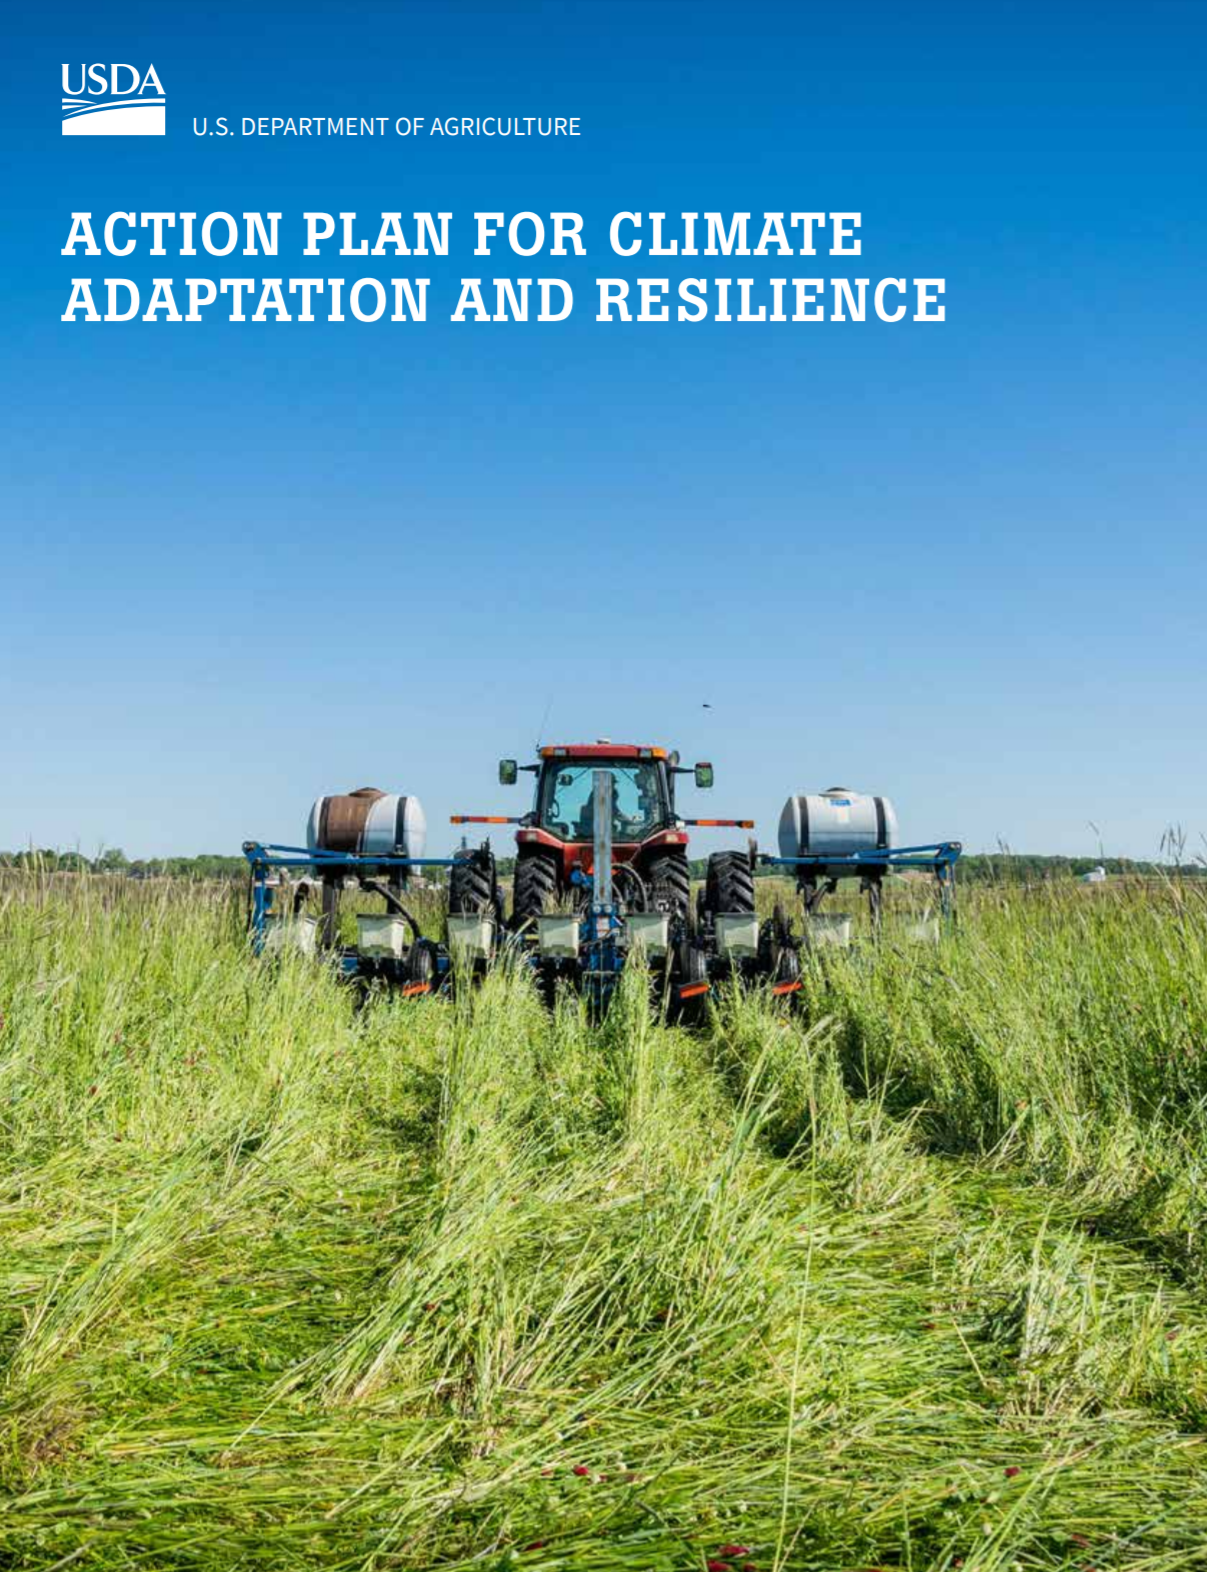 USDA
U.S. DEPARTMENT OF AGRICULTURE
ACTION PLAN FOR CLIMATE
ADAPTATION AND RESILIENCE